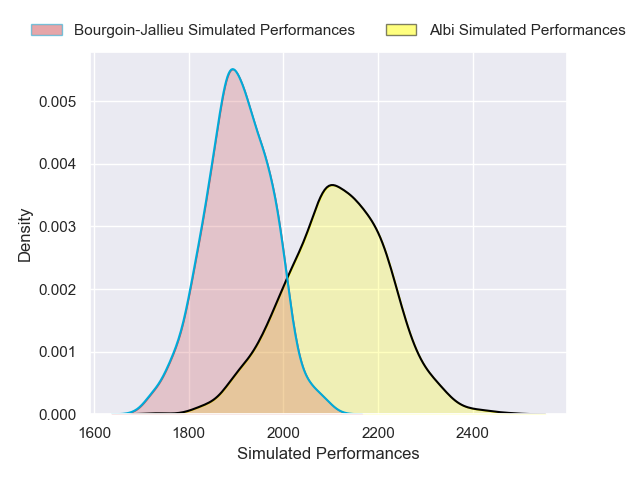 Bourgoin-Jallieu Simulated Performances Albi Simulated Performances
0.005
0.004
0.003
0.002
0.001
0.000
Density
1600 1800 2000 2200 2400
Simulated Performances